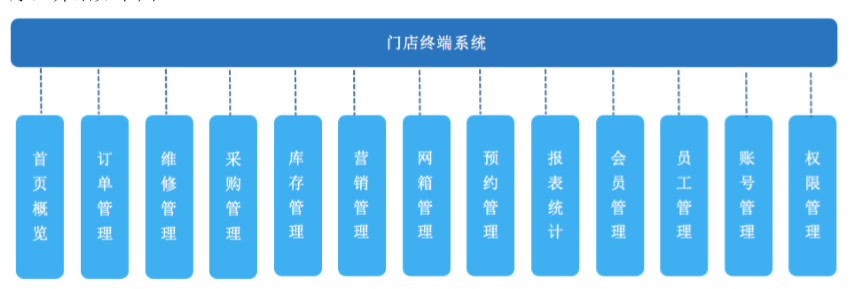 门店终端系统
首页概览
订单管理
维修管理
采购管理
库存管理
营销管理
网箱管理
预约管理
报表统计
会员管理
员工管理
账号管理
权限管理